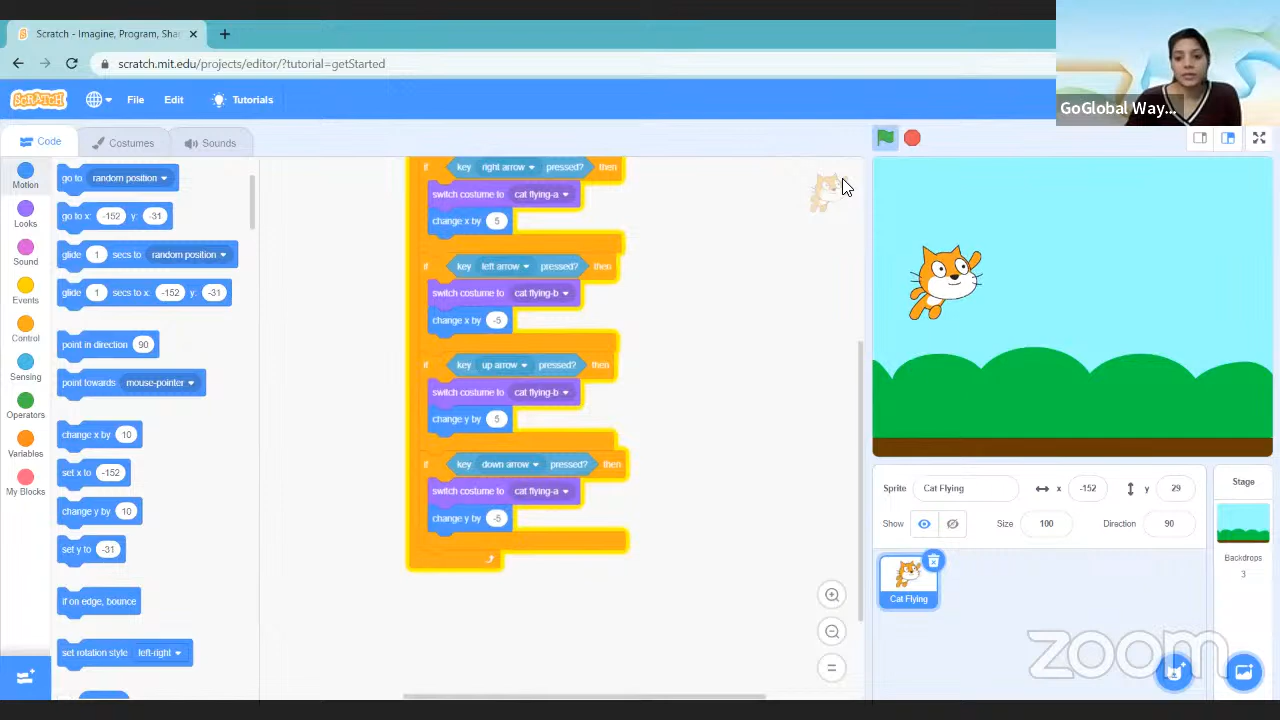 Scratch - Imagine, Program, Sha
scratch.mit.edu/projects/editor/?tutorial=getStarted
GoGlobal Way...
SCRATCH
File
Edit
Tutorials
Code
Costumes
Sounds
Motion
Looks
Sound
Events
Control
Sensing
Operators
Variables
My Blocks
go to random position
go to x: -152 y: -31
glide 1 secs to random position
glide 1 secs to x: -152 y: -31
point in direction 90
point towards mouse-pointer
change x by 10
set x to -152
change y by 10
set y to -31
if on edge, bounce
set rotation style left-right
if key right arrow pressed? then
switch costume to cat flying-a
change x by 5
if key left arrow pressed? then
switch costume to cat flying-b
change x by -5
if key up arrow pressed? then
switch costume to cat flying-b
change y by 5
if key down arrow pressed? then
switch costume to cat flying-a
change y by -5
Sprite Cat Flying x -152 y 29
Show Size 100 Direction 90
Cat Flying
Stage
Backdrops
3
zoom